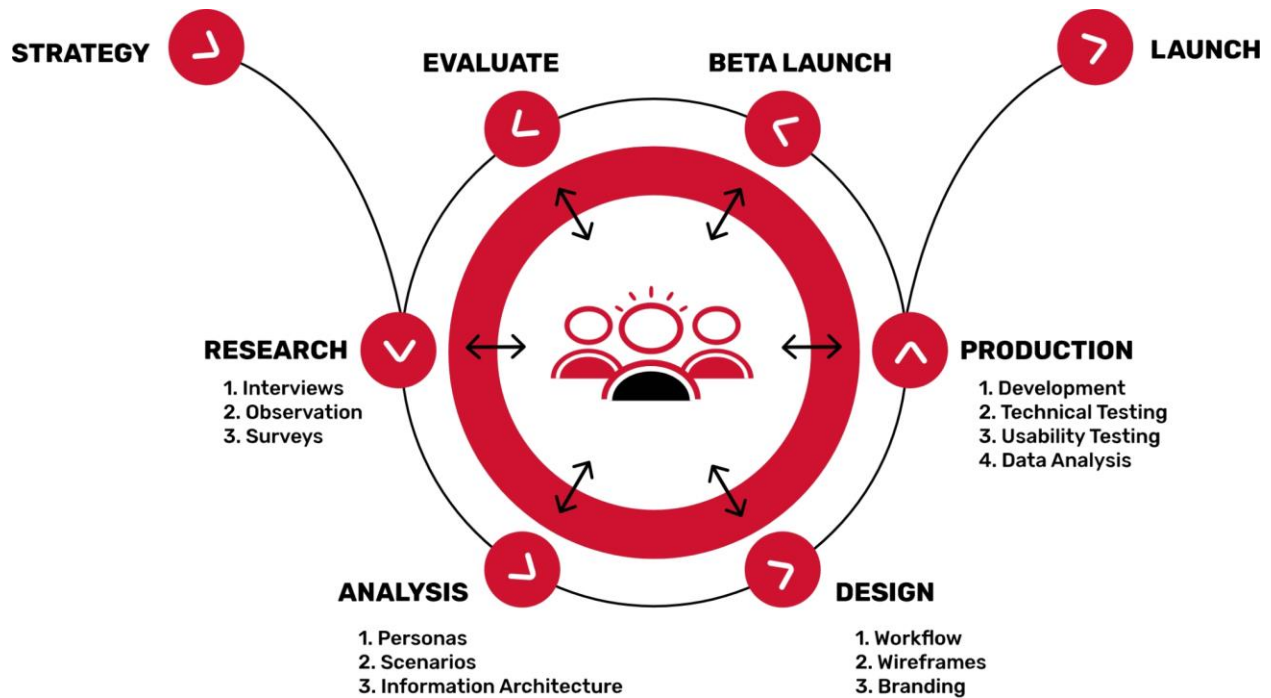 STRATEGY
EVALUATE
BETA LAUNCH
LAUNCH
RESEARCH
1. Interviews
2. Observation
3. Surveys
PRODUCTION
1. Development
2. Technical Testing
3. Usability Testing
4. Data Analysis
ANALYSIS
1. Personas
2. Scenarios
3. Information Architecture
DESIGN
1. Workflow
2. Wireframes
3. Branding